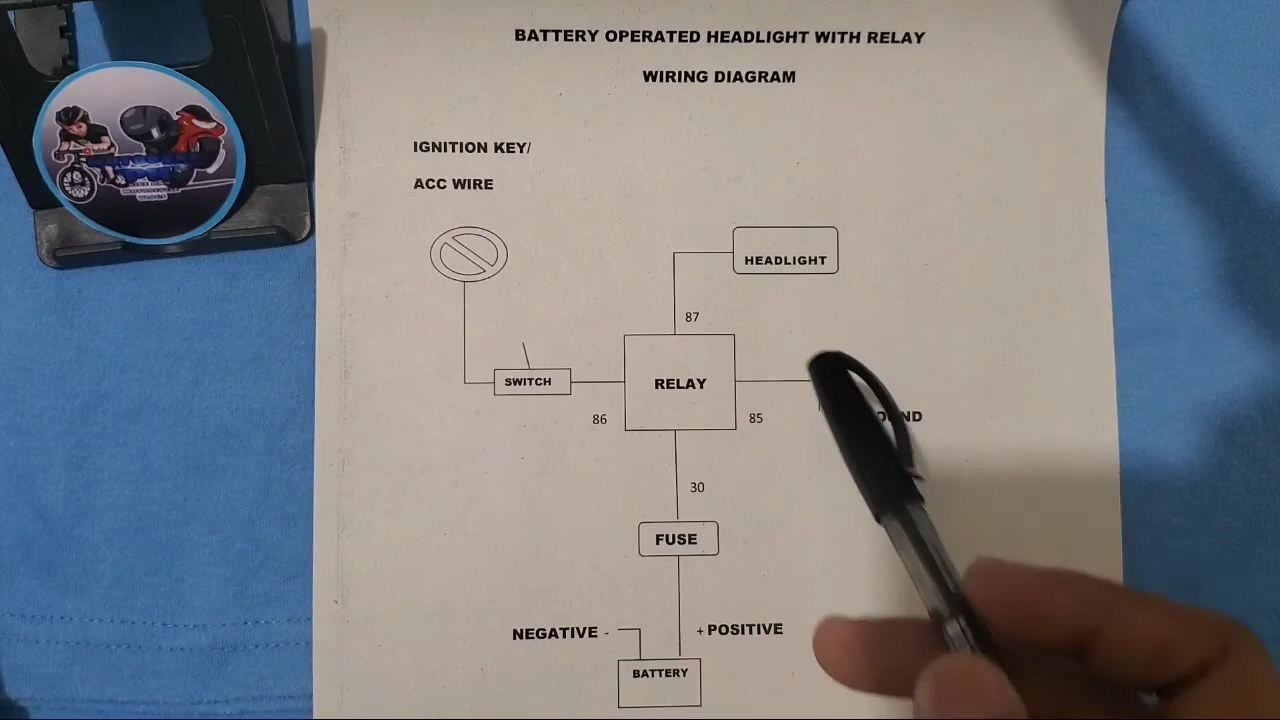 BATTERY OPERATED HEADLIGHT WITH RELAY
WIRING DIAGRAM
IGNITION KEY/
ACC WIRE
HEADLIGHT
87
SWITCH
RELAY
86
85
OUND
30
FUSE
NEGATIVE -
+ POSITIVE
BATTERY